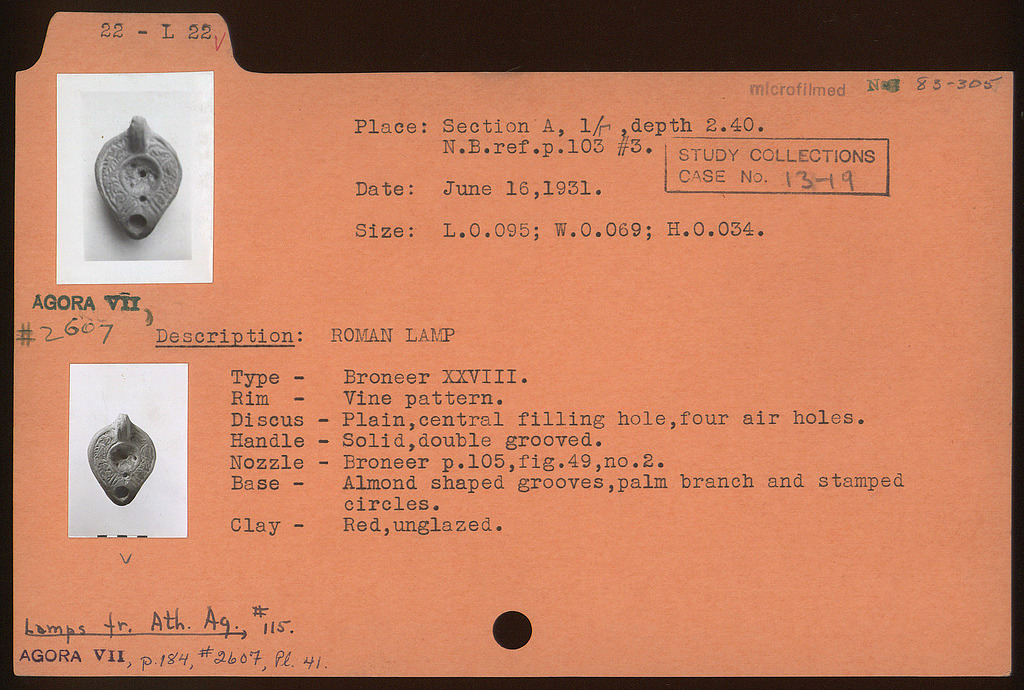 22 - L 22
microfilmed
83-305
Place: Section A, 1/Γ ,depth 2.40.
N.B.ref.p.103 #3.
STUDY COLLECTIONS
CASE No. 13-19
Date: June 16,1931.
Size: L.0.095; W.0.069; H.0.034.
AGORA VII,
#2607
Description: ROMAN LAMP
Type - Broneer XXVIII.
Rim - Vine pattern.
Discus - Plain,central filling hole,four air holes.
Handle - Solid,double grooved.
Nozzle - Broneer p.105,fig.49,no.2.
Base - Almond shaped grooves,palm branch and stamped
circles.
Clay - Red,unglazed.
Lamps fr. Ath. Ag., #115.
AGORA VII, p.184, #2607, Pl. 41.